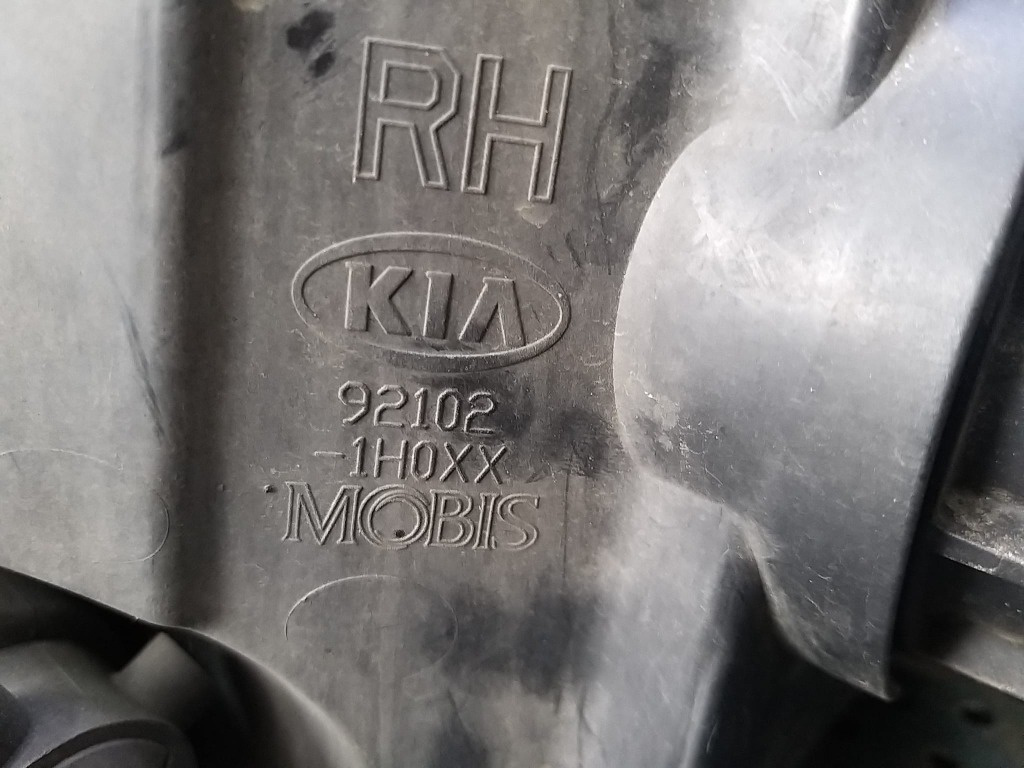 RH
KIA
92102
-1H0XX
MOBIS